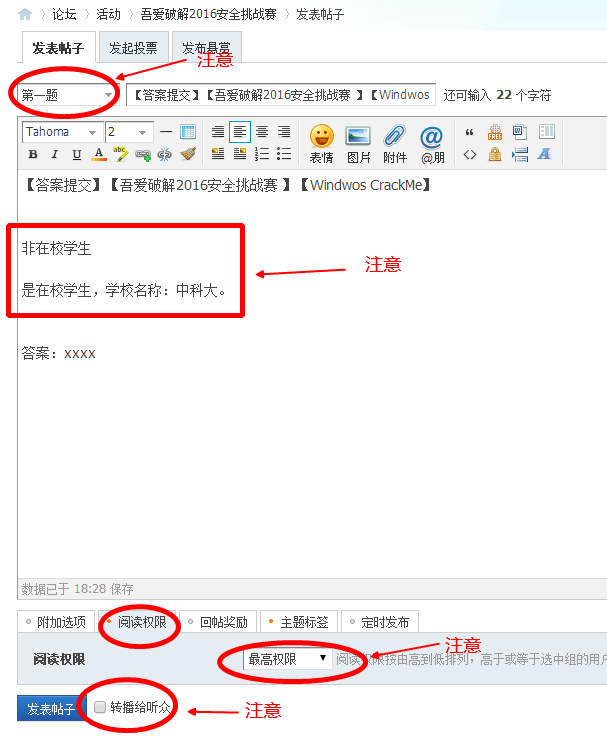 论坛 〉 活动 〉 吾爱破解2016安全挑战赛 〉 发表帖子
发表帖子 发起投票 发布悬赏
注意
第一题 【答案提交】【吾爱破解2016安全挑战赛 】【Windwos 还可输入 22 个字符
Tahoma 2
B I U A abc
表情 图片 附件 @朋
【答案提交】【吾爱破解2016安全挑战赛 】【Windwos CrackMe】
非在校学生
注意
是在校学生，学校名称：中科大。
答案：xxxx
数据已于 18:28 保存
附加选项 阅读权限 回帖奖励 主题标签 定时发布
注意
阅读权限 最高权限 阅读权限按由高到低排列，高于或等于选中组的用户
发表帖子 转播给听众
注意